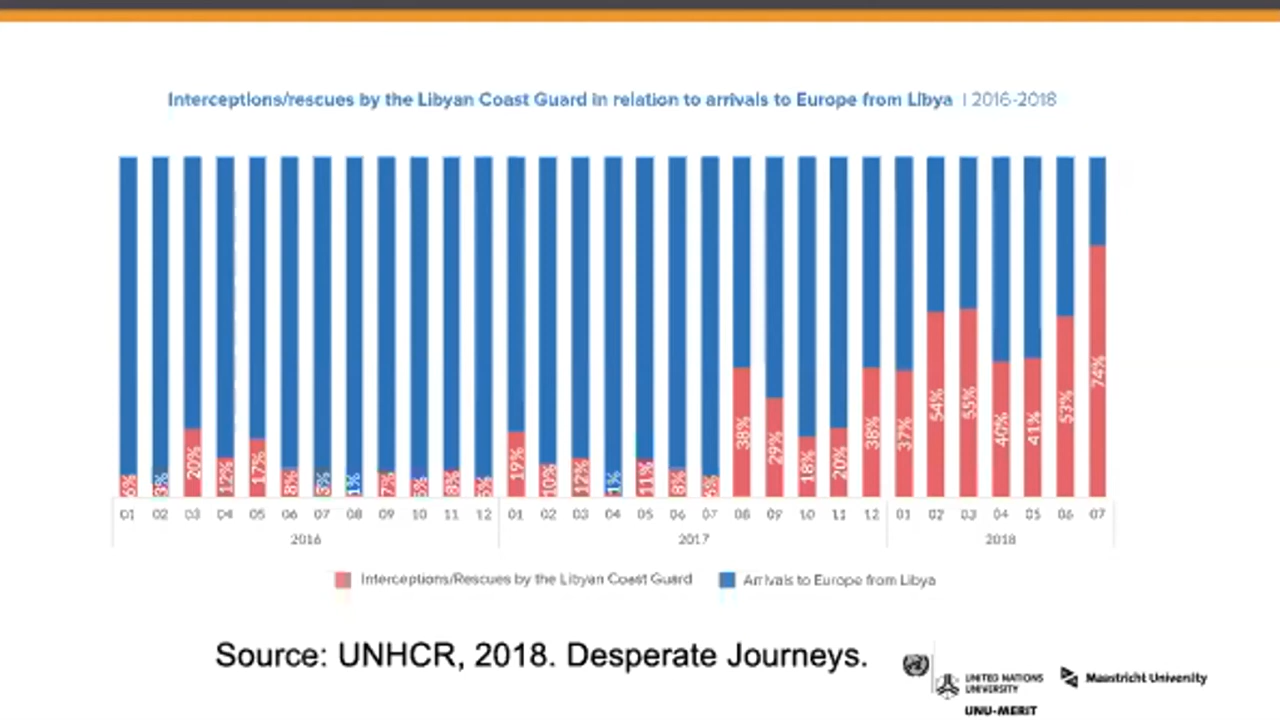 Interceptions/rescues by the Libyan Coast Guard in relation to arrivals to Europe from Libya | 2016-2018
6% 3% 20% 12% 17% 8% 3% 1% 7% 5% 8% 5% 19% 10% 12% 1% 11% 8% 6% 38% 29% 18% 20% 38% 37% 54% 55% 40% 41% 53% 74%
01 02 03 04 05 06 07 08 09 10 11 12 01 02 03 04 05 06 07 08 09 10 11 12 01 02 03 04 05 06 07
2016 2017 2018
Interceptions/Rescues by the Libyan Coast Guard Arrivals to Europe from Libya
Source: UNHCR, 2018. Desperate Journeys.
UNITED NATIONS
UNIVERSITY
UNU-MERIT
Maastricht University